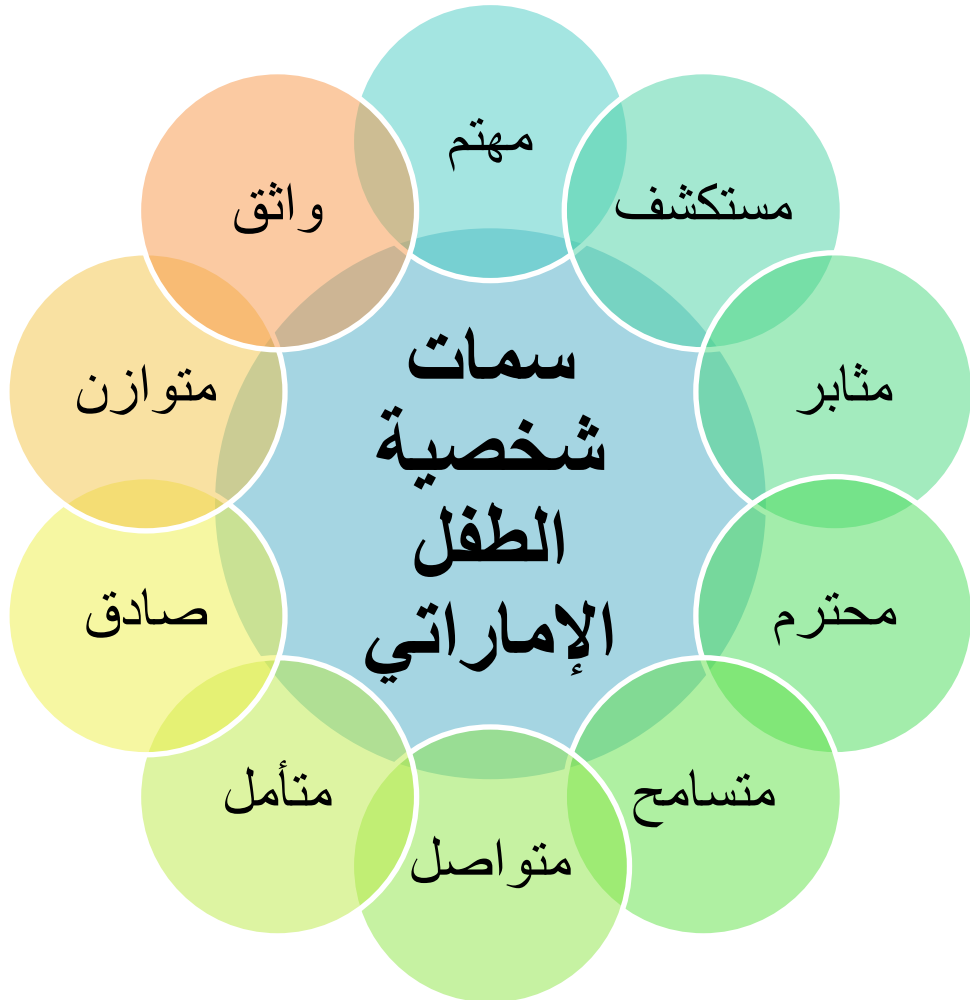 سمات
شخصية
الطفل
الإماراتي
مهتم
مستكشف
مثابر
محترم
متسامح
متواصل
متأمل
صادق
متوازن
واثق